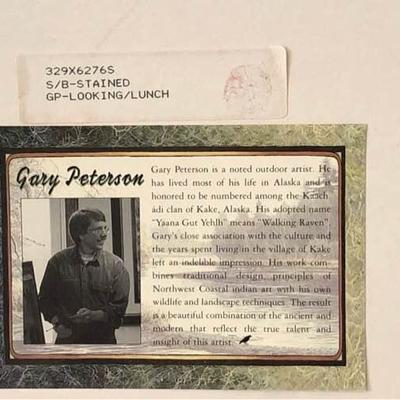 329X6276S
S/B-STAINED
GP-LOOKING/LUNCH
Gary Peterson
Gary Peterson is a noted outdoor artist. He
has lived most of his life in Alaska and is
honored to be numbered among the Kaach
adi clan of Kake, Alaska. His adopted name
"Yaana Gut Yehlh" means "Walking Raven".
Gary's close association with the culture and
the years spent living in the village of Kake
left an indelible impression. His work com-
bines traditional design principles of
Northwest Coastal indian art with his own
wildlife and landscape techniques. The result
is a beautiful combination of the ancient and
modern that reflect the true talent and
insight of this artist.